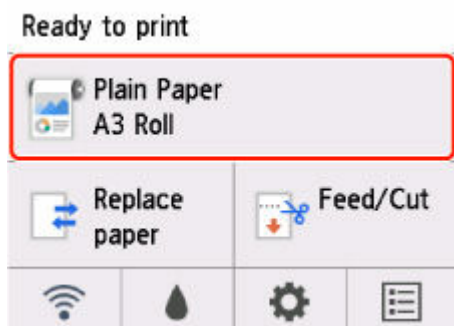 Ready to print
Plain Paper
A3 Roll
Replace
paper
Feed/Cut